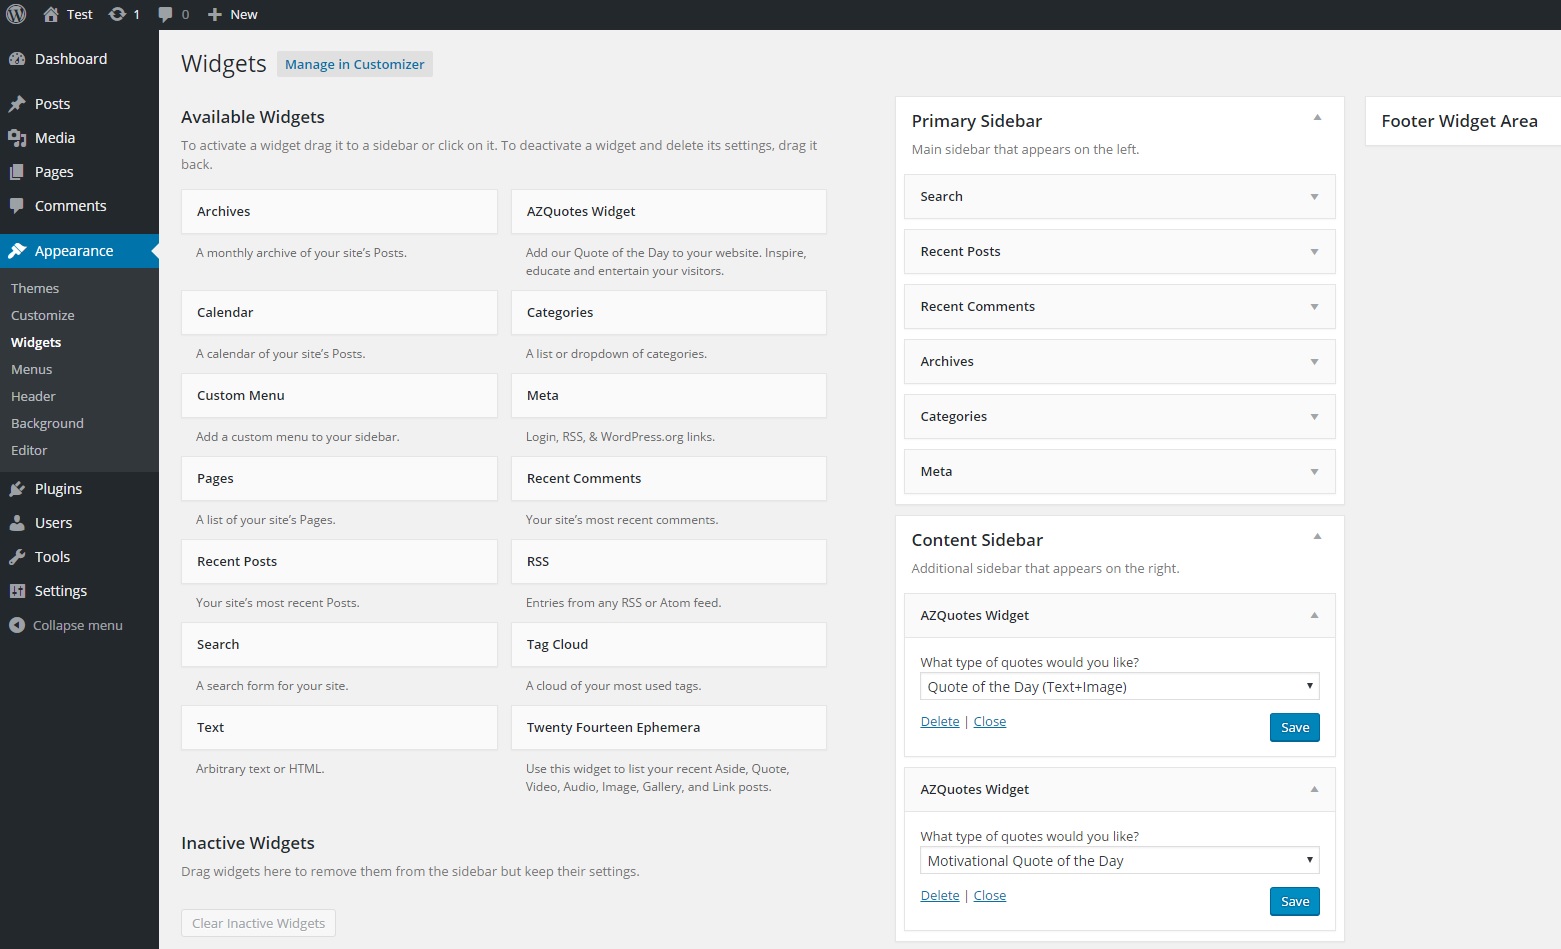 Test 1 0 New
Dashboard
Posts
Media
Pages
Comments
Appearance
Themes
Customize
Widgets
Menus
Header
Background
Editor
Plugins
Users
Tools
Settings
Collapse menu
Widgets Manage in Customizer
Available Widgets
To activate a widget drag it to a sidebar or click on it. To deactivate a widget and delete its settings, drag it
back.
Archives
A monthly archive of your site's Posts.
AZQuotes Widget
Add our Quote of the Day to your website. Inspire,
educate and entertain your visitors.
Calendar
A calendar of your site's Posts.
Categories
A list or dropdown of categories.
Custom Menu
Add a custom menu to your sidebar.
Meta
Login, RSS, & WordPress.org links.
Pages
A list of your site's Pages.
Recent Comments
Your site's most recent comments.
Recent Posts
Your site's most recent Posts.
RSS
Entries from any RSS or Atom feed.
Search
A search form for your site.
Tag Cloud
A cloud of your most used tags.
Text
Arbitrary text or HTML.
Twenty Fourteen Ephemera
Use this widget to list your recent Aside, Quote,
Video, Audio, Image, Gallery, and Link posts.
Inactive Widgets
Drag widgets here to remove them from the sidebar but keep their settings.
Clear Inactive Widgets
Primary Sidebar
Main sidebar that appears on the left.
Search
Recent Posts
Recent Comments
Archives
Categories
Meta
Content Sidebar
Additional sidebar that appears on the right.
AZQuotes Widget
What type of quotes would you like?
Quote of the Day (Text+Image)
Delete | Close Save
AZQuotes Widget
What type of quotes would you like?
Motivational Quote of the Day
Delete | Close Save
Footer Widget Area